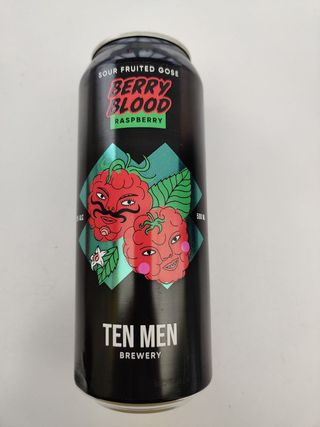 SOUR FRUITED GOSE
BERRY
BLOOD
RASPBERRY
TEN MEN
BREWERY